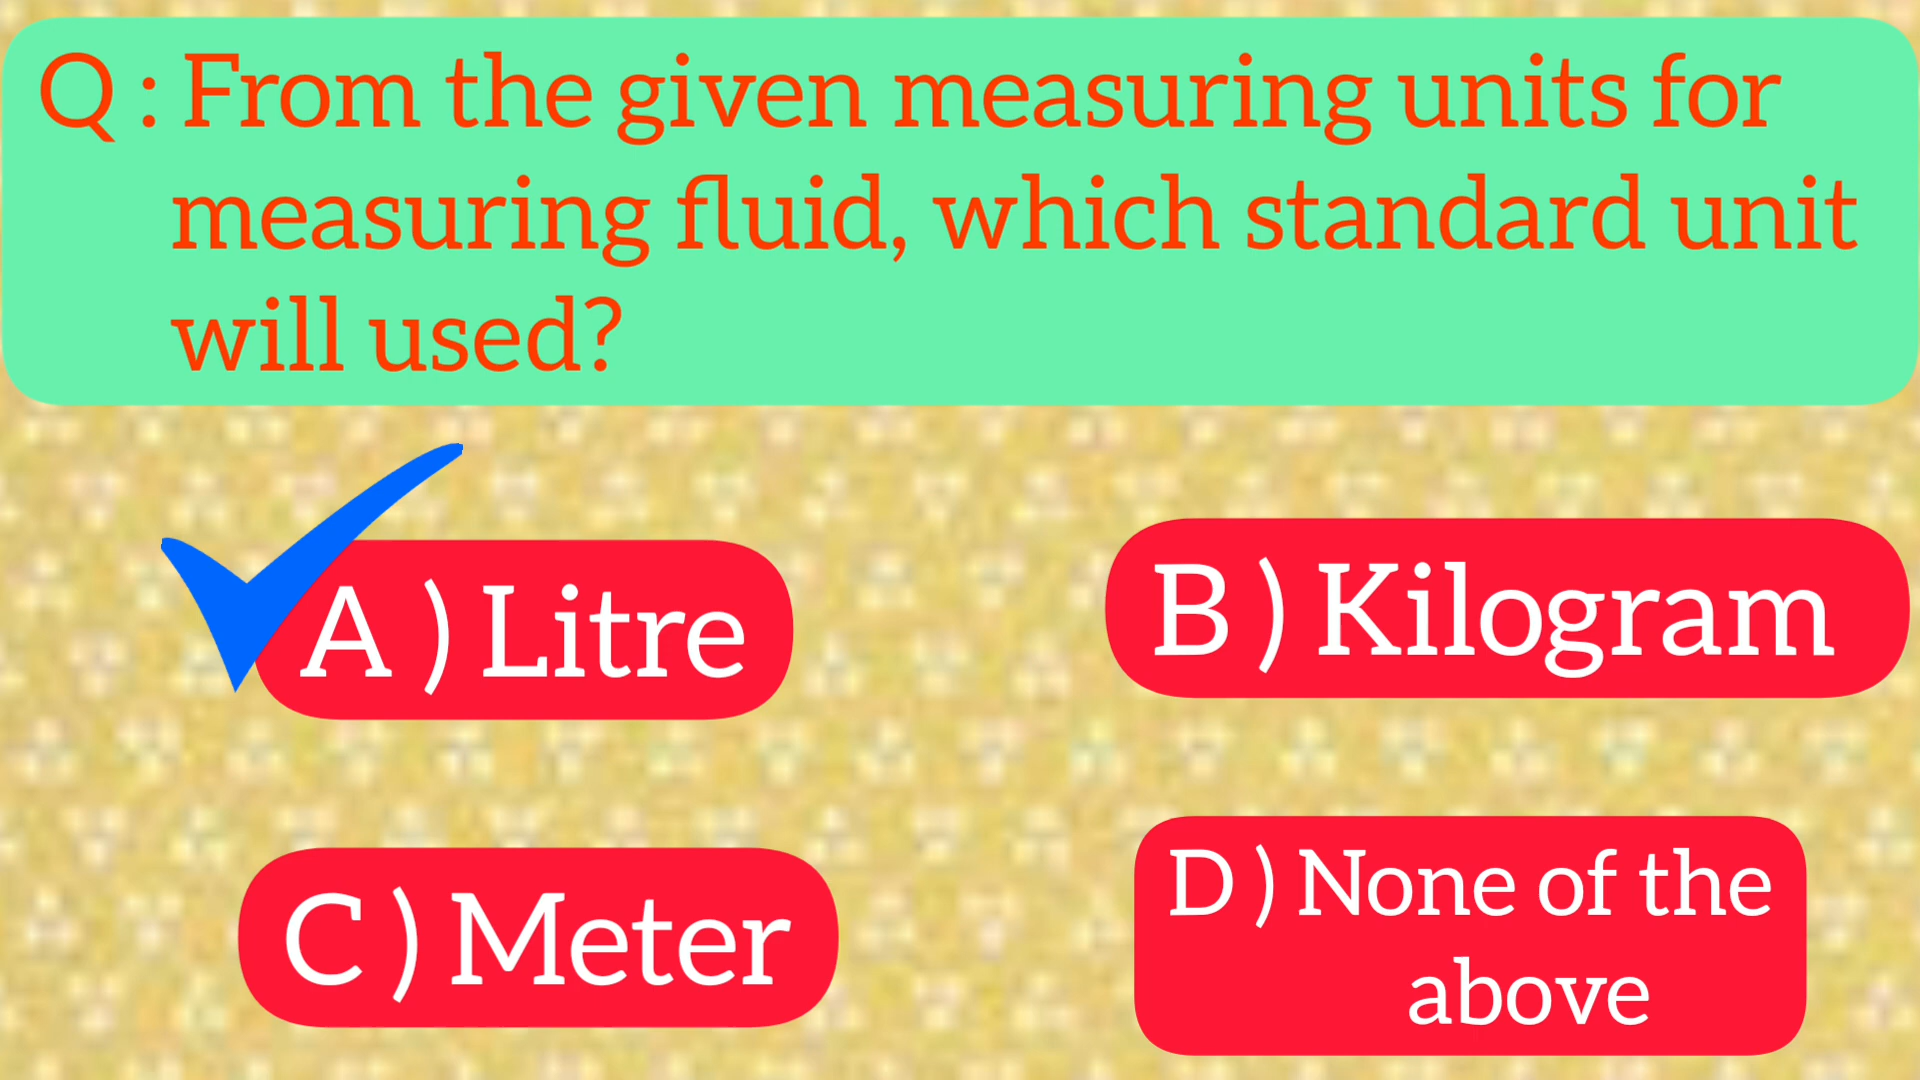 Q : From the given measuring units for
measuring fluid, which standard unit
will used?
A ) Litre
B ) Kilogram
C ) Meter
D ) None of the
above